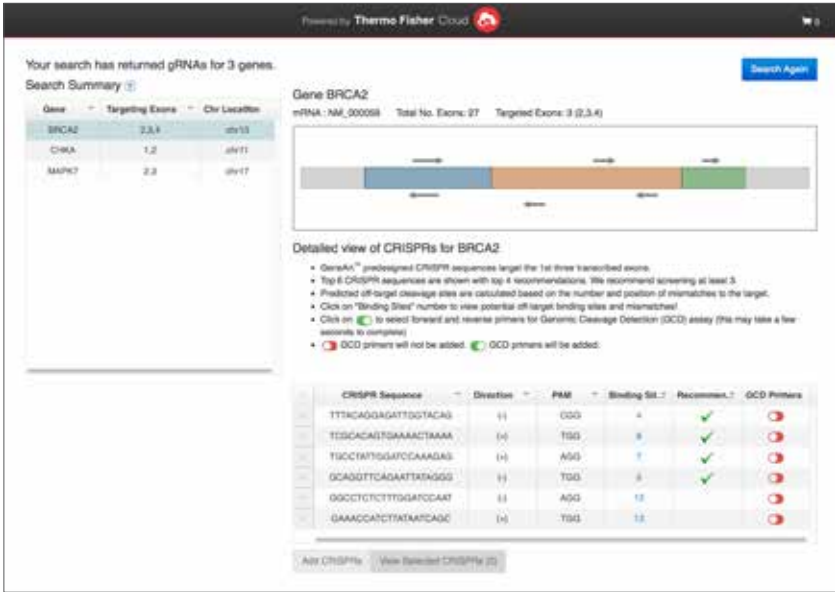 Powered by Thermo Fisher Cloud
0
Your search has returned gRNAs for 3 genes.
Search Again
Search Summary ?
Gene Targeting Exons Chr Location
BRCA2 2,3,4 chr13
CHKA 1,2 chr11
MAPK7 2,3 chr17
Gene BRCA2
mRNA : NM_000059 Total No. Exons: 27 Targeted Exons: 3 (2,3,4)
Detailed view of CRISPRs for BRCA2
• GeneArt™ predesigned CRISPR sequences target the 1st three transcribed exons.
• Top 6 CRISPR sequences are shown with top 4 recommendations. We recommend screening at least 3.
• Predicted off-target cleavage sites are calculated based on the number and position of mismatches to the target.
• Click on "Binding Sites" number to view potential off-target binding sites and mismatches!
• Click on to select forward and reverse primers for Genomic Cleavage Detection (GCD) assay (this may take a few
seconds to complete)
• GCD primers will not be added. GCD primers will be added.
CRISPR Sequence Direction PAM Binding Sit.. Recommen.. GCD Primers
TTTACAGGAGATTGGTACAG (-) CGG
TCGCACAGTGAAAACTAAAA (+) TGG 8
TGCCTATTGGATCCAAAGAG (+) AGG 7
GCAGGTTCAGAATTATAGGG (-) TGG
GGCCTCTCTTTGGATCCAAT (-) AGG 12
GAAACCATCTTATAATCAGC (+) TGG 13
Add CRISPRs View Selected CRISPRs (0)